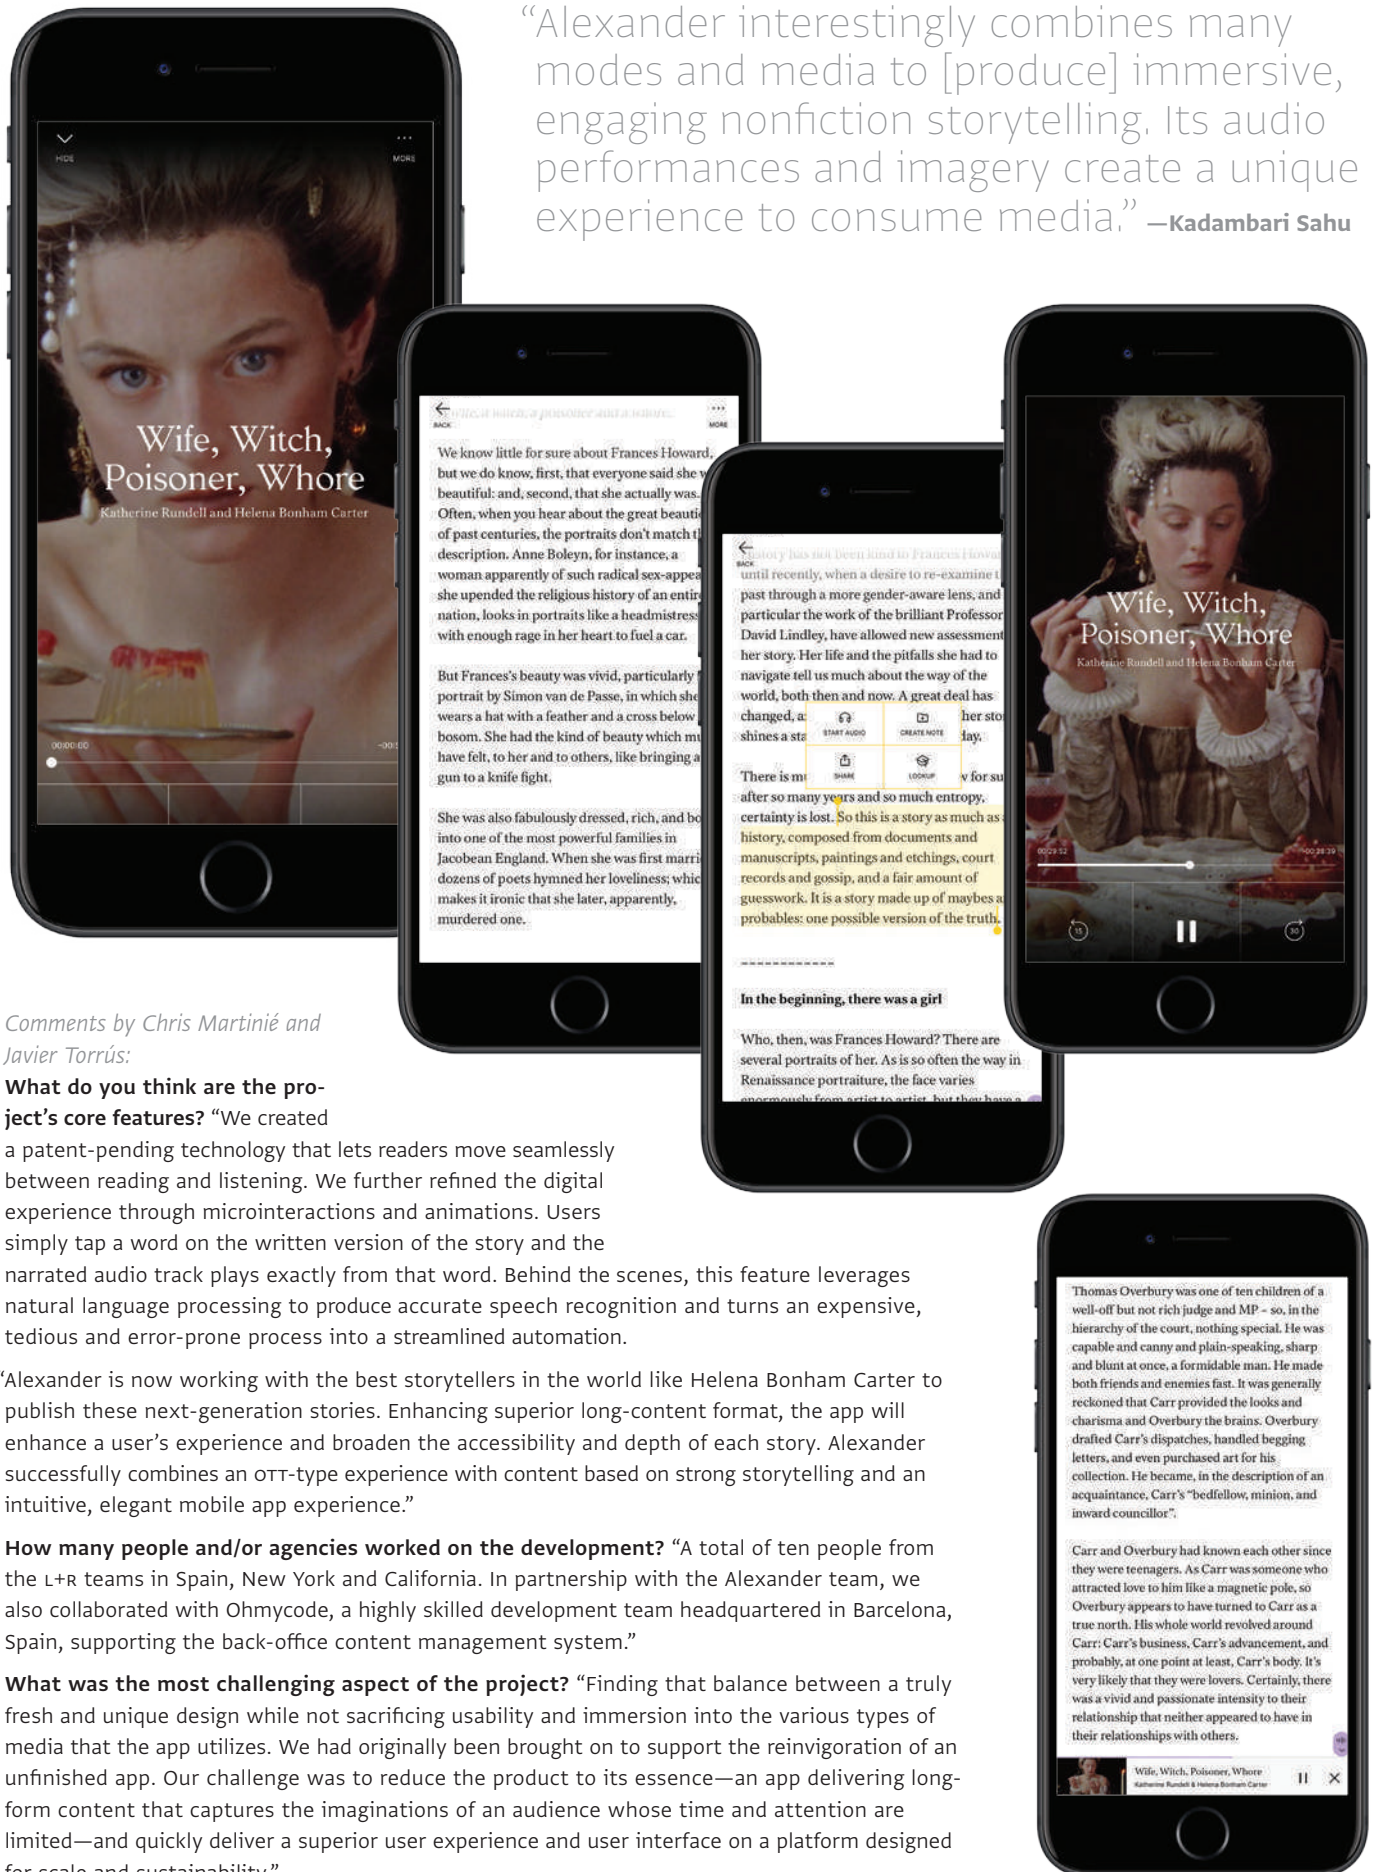 “Alexander interestingly combines many
modes and media to [produce] immersive,
engaging nonfiction storytelling. Its audio
performances and imagery create a unique
experience to consume media.” —Kadambari Sahu
HIDE
MORE
Wife, Witch,
Poisoner, Whore
Katherine Rundell and Helena Bonham Carter
00:00:00
BACK
MORE
We know little for sure about Frances Howard,
but we do know, first, that everyone said she
beautiful: and, second, that she actually was.
Often, when you hear about the great
of past centuries, the portraits don't match
description. Anne Boleyn, for instance, a
woman apparently of such radical
she upended the religious history of an
nation, looks in portraits like a
with enough rage in her heart to fuel a car.
But Frances's beauty was vivid, particularly
portrait by Simon van de Passe, in which she
wears a hat with a feather and a cross below
bosom. She had the kind of beauty which
have felt, to her and to others, like bringing a
gun to a knife fight.
She was also fabulously dressed, rich, and
into one of the most powerful families in
Jacobean England. When she was first
dozens of poets hymned her loveliness;
makes it ironic that she later, apparently,
murdered one.
BACK
history has not been kind to Frances
until recently, when a desire to re-examine
past through a more gender-aware lens, and
particular the work of the brilliant Professor
David Lindley, have allowed new
her story. Her life and the pitfalls she had to
navigate tell us much about the way of the
world, both then and now. A great deal has
changed, her
shines a
START AUDIO
CREATE NOTE
SHARE
LOOKUP
There is for
after so many years and so much entropy,
certainty is lost. So this is a story as much as
history, composed from documents and
manuscripts, paintings and etchings, court
records and gossip, and a fair amount of
guesswork. It is a story made up of maybes
probables: one possible version of the truth.
------------
In the beginning, there was a girl
Who, then, was Frances Howard? There are
several portraits of her. As is so often the way in
Renaissance portraiture, the face varies
enormously from artist to artist, but they have a
Wife, Witch,
Poisoner, Whore
Katherine Rundell and Helena Bonham Carter
00:29:52
-00:28:29
15
30
Comments by Chris Martinié and
Javier Torrús:
What do you think are the pro-
ject’s core features? “We created
a patent-pending technology that lets readers move seamlessly
between reading and listening. We further refined the digital
experience through microinteractions and animations. Users
simply tap a word on the written version of the story and the
narrated audio track plays exactly from that word. Behind the scenes, this feature leverages
natural language processing to produce accurate speech recognition and turns an expensive,
tedious and error-prone process into a streamlined automation.
“Alexander is now working with the best storytellers in the world like Helena Bonham Carter to
publish these next-generation stories. Enhancing superior long-content format, the app will
enhance a user’s experience and broaden the accessibility and depth of each story. Alexander
successfully combines an OTT-type experience with content based on strong storytelling and an
intuitive, elegant mobile app experience.”
How many people and/or agencies worked on the development? “A total of ten people from
the L+R teams in Spain, New York and California. In partnership with the Alexander team, we
also collaborated with Ohmycode, a highly skilled development team headquartered in Barcelona,
Spain, supporting the back-office content management system.”
What was the most challenging aspect of the project? “Finding that balance between a truly
fresh and unique design while not sacrificing usability and immersion into the various types of
media that the app utilizes. We had originally been brought on to support the reinvigoration of an
unfinished app. Our challenge was to reduce the product to its essence—an app delivering long-
form content that captures the imaginations of an audience whose time and attention are
limited—and quickly deliver a superior user experience and user interface on a platform designed
for scale and sustainability.”
Thomas Overbury was one of ten children of a
well-off but not rich judge and MP – so, in the
hierarchy of the court, nothing special. He was
capable and canny and plain-speaking, sharp
and blunt at once, a formidable man. He made
both friends and enemies fast. It was generally
reckoned that Carr provided the looks and
charisma and Overbury the brains. Overbury
drafted Carr's dispatches, handled begging
letters, and even purchased art for his
collection. He became, in the description of an
acquaintance, Carr's “bedfellow, minion, and
inward councillor”.
Carr and Overbury had known each other since
they were teenagers. As Carr was someone who
attracted love to him like a magnetic pole, so
Overbury appears to have turned to Carr as a
true north. His whole world revolved around
Carr: Carr's business, Carr's advancement, and
probably, at one point at least, Carr's body. It's
very likely that they were lovers. Certainly, there
was a vivid and passionate intensity to their
relationship that neither appeared to have in
their relationships with others.
Wife, Witch, Poisoner, Whore
Katherine Rundell & Helena Bonham Carter